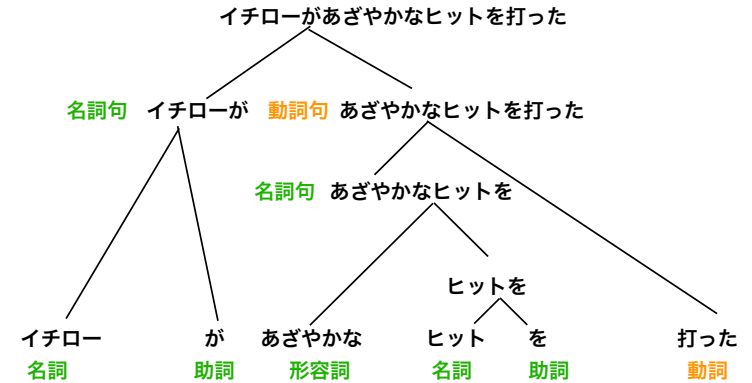 イチローがあざやかなヒットを打った
名詞句 イチローが 動詞句 あざやかなヒットを打った
名詞句 あざやかなヒットを
ヒットを
イチロー が あざやかな ヒット を 打った
名詞 助詞 形容詞 名詞 助詞 動詞